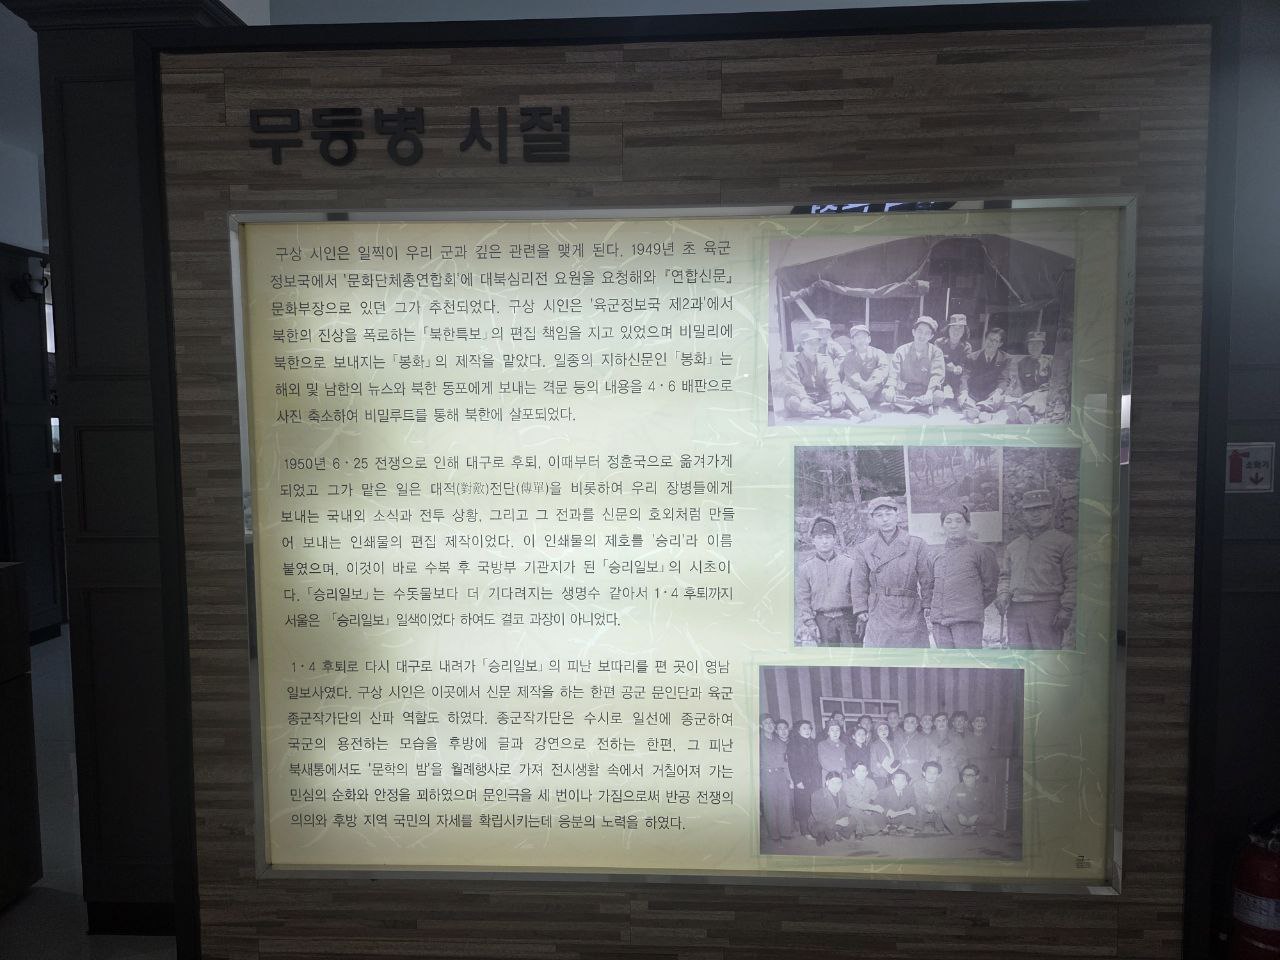 무등병 시절
구상 시인은 일찍이 우리 군과 깊은 관련을 맺게 된다. 1949년 초 육군
정보국에서 '문화단체총연합회'에 대북심리전 요원을 요청해와 『연합신문』
문화부장으로 있던 그가 추천되었다. 구상 시인은 '육군정보국 제2과'에서
북한의 진상을 폭로하는 「북한특보」의 편집 책임을 지고 있었으며 비밀리에
북한으로 보내지는 「봉화」의 제작을 맡았다. 일종의 지하신문인 「봉화」는
해외 및 남한의 뉴스와 북한 동포에게 보내는 격문 등의 내용을 4·6 배판으로
사진 축소하여 비밀루트를 통해 북한에 살포되었다.
1950년 6·25 전쟁으로 인해 대구로 후퇴, 이때부터 정훈국으로 옮겨가게
되었고 그가 맡은 일은 대적(對敵)전단(傳單)을 비롯하여 우리 장병들에게
보내는 국내외 소식과 전투 상황, 그리고 그 전과를 신문의 호외처럼 만들
어 보내는 인쇄물의 편집 제작이었다. 이 인쇄물의 제호를 '승리'라 이름
붙였으며, 이것이 바로 수복 후 국방부 기관지가 된 「승리일보」의 시초이
다. 「승리일보」는 수돗물보다 더 기다려지는 생명수 같아서 1·4 후퇴까지
서울은 「승리일보」 일색이었다 하여도 결코 과장이 아니었다.
1·4 후퇴로 다시 대구로 내려가 「승리일보」의 피난 보따리를 편 곳이 영남
일보사였다. 구상 시인은 이곳에서 신문 제작을 하는 한편 공군 문인단과 육군
종군작가단의 산파 역할도 하였다. 종군작가단은 수시로 일선에 종군하여
국군의 용전하는 모습을 후방에 글과 강연으로 전하는 한편, 그 피난
북새통에서도 '문학의 밤'을 월례행사로 가져 전시생활 속에서 거칠어져 가는
민심의 순화와 안정을 꾀하였으며 문인극을 세 번이나 가짐으로써 반공 전쟁의
의의와 후방 지역 국민의 자세를 확립시키는데 응분의 노력을 하였다.
소화기